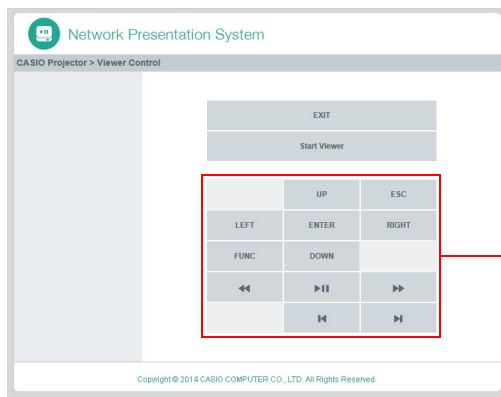 Network Presentation System
CASIO Projector > Viewer Control
EXIT
Start Viewer
UP ESC
LEFT ENTER RIGHT
FUNC DOWN
Copyright © 2014 CASIO COMPUTER CO., LTD. All Rights Reserved.